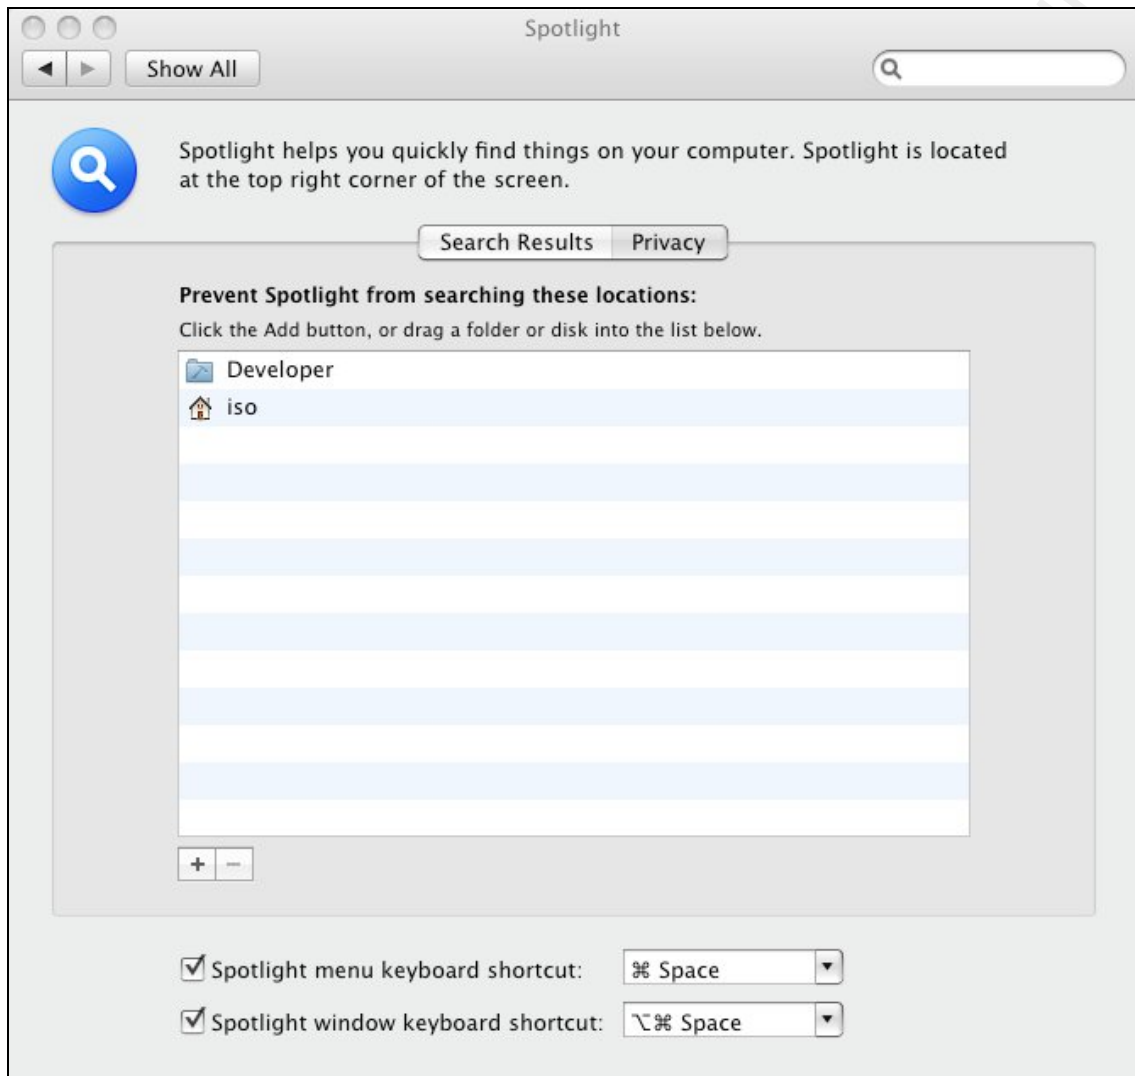 Spotlight
Show All
Spotlight helps you quickly find things on your computer. Spotlight is located
at the top right corner of the screen.
Search Results Privacy
Prevent Spotlight from searching these locations:
Click the Add button, or drag a folder or disk into the list below.
Developer
iso
+ −
Spotlight menu keyboard shortcut: ⌘ Space
Spotlight window keyboard shortcut: ⌥⌘ Space